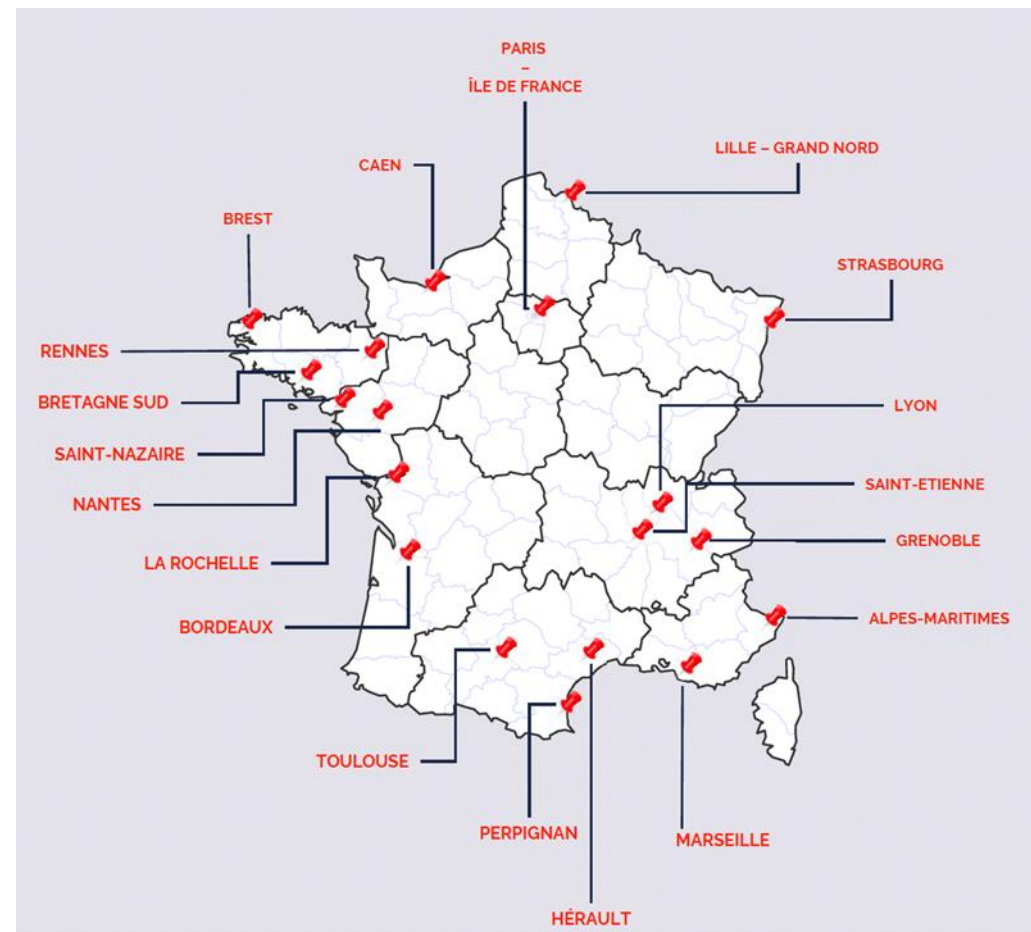 PARIS
–
ÎLE DE FRANCE
LILLE – GRAND NORD
CAEN
BREST
STRASBOURG
RENNES
BRETAGNE SUD
LYON
SAINT-NAZAIRE
SAINT-ETIENNE
NANTES
GRENOBLE
LA ROCHELLE
ALPES-MARITIMES
BORDEAUX
TOULOUSE
PERPIGNAN
MARSEILLE
HÉRAULT